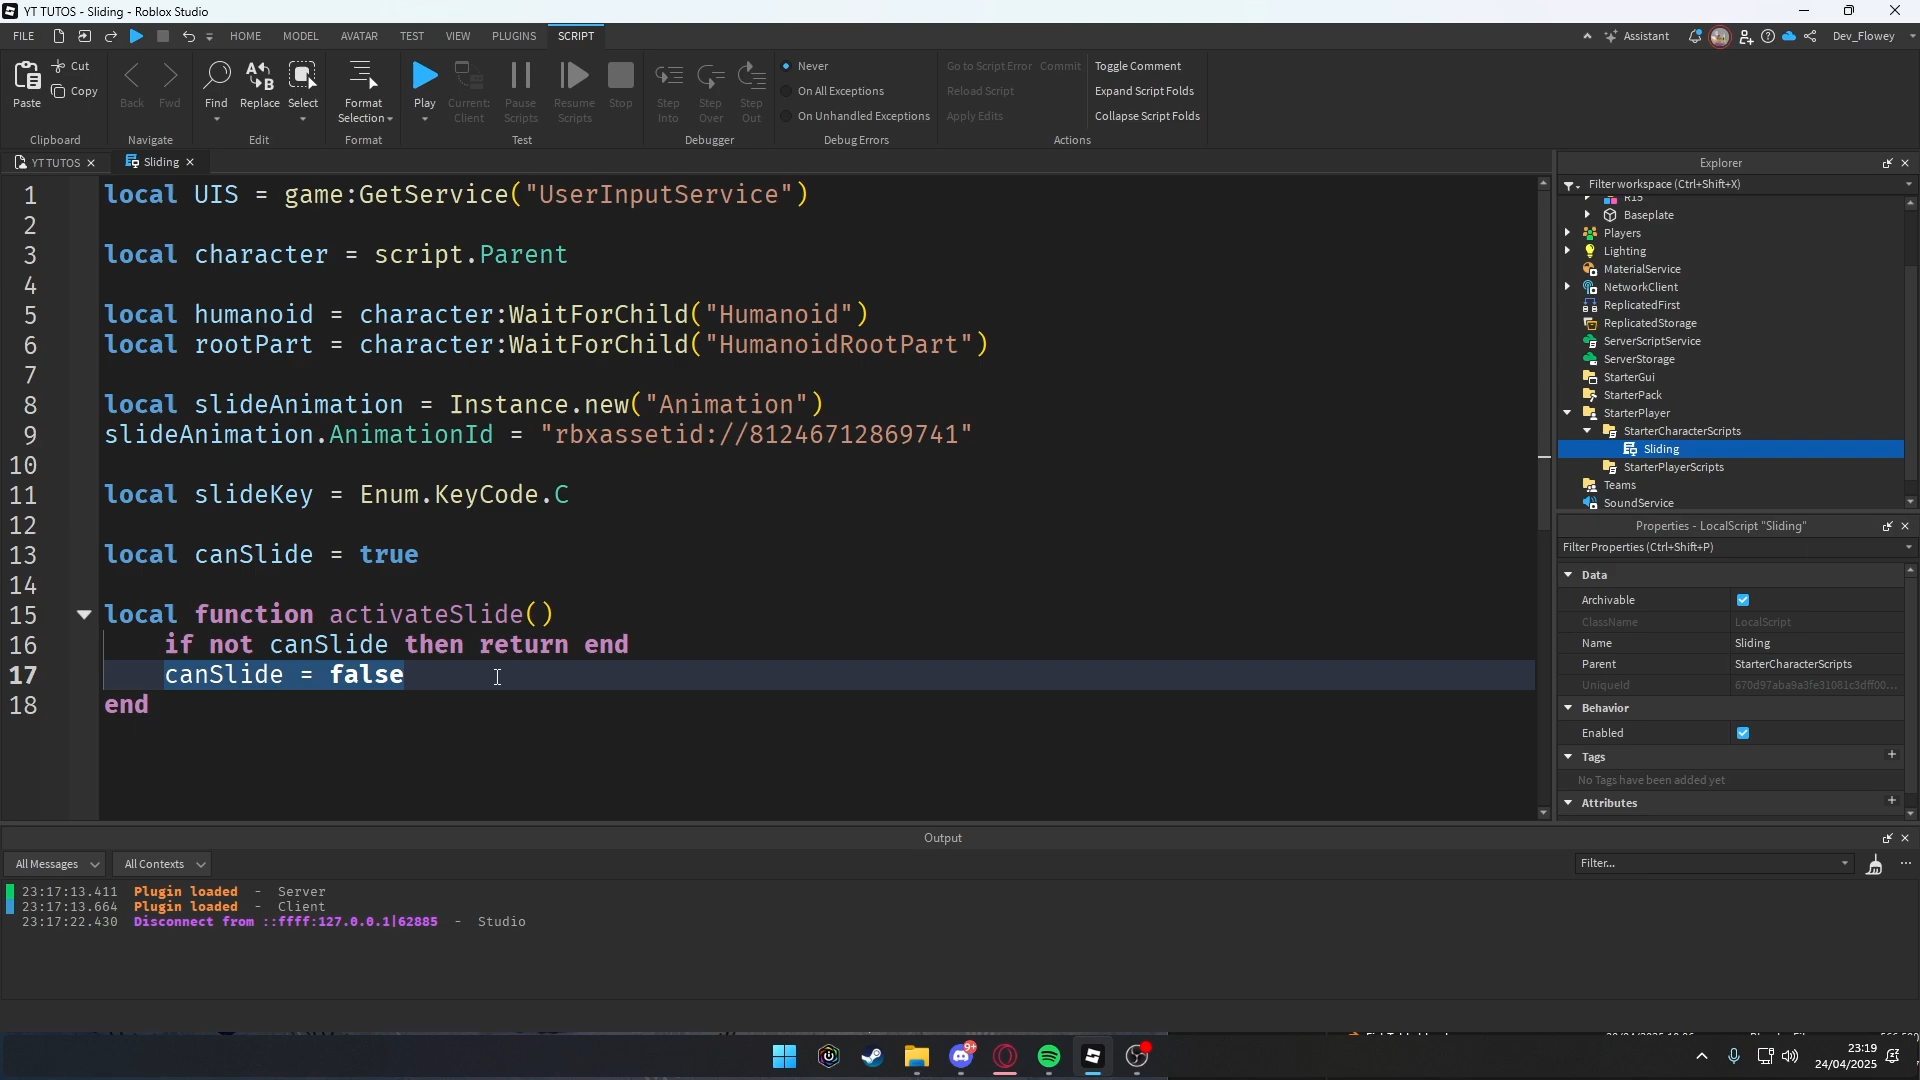 YT TUTOS - Sliding - Roblox Studio
FILE HOME MODEL AVATAR TEST VIEW PLUGINS SCRIPT Assistant Dev_Flowey
Paste Cut Copy
Clipboard
Back Fwd
Navigate
Find Replace Select
Edit
Format Selection
Format
Play Current: Client Pause Scripts Resume Scripts Stop
Test
Step Into Step Over Step Out
Debugger
Never
On All Exceptions
On Unhandled Exceptions
Debug Errors
Go to Script Error Commit Toggle Comment
Reload Script Expand Script Folds
Apply Edits Collapse Script Folds
Actions
YT TUTOS Sliding
1 local UIS = game:GetService("UserInputService")
2
3 local character = script.Parent
4
5 local humanoid = character:WaitForChild("Humanoid")
6 local rootPart = character:WaitForChild("HumanoidRootPart")
7
8 local slideAnimation = Instance.new("Animation")
9 slideAnimation.AnimationId = "rbxassetid://81246712869741"
10
11 local slideKey = Enum.KeyCode.C
12
13 local canSlide = true
14
15 local function activateSlide()
16 if not canSlide then return end
17 canSlide = false
18 end
Explorer
Filter workspace (Ctrl+Shift+X)
R15
Baseplate
Players
Lighting
MaterialService
NetworkClient
ReplicatedFirst
ReplicatedStorage
ServerScriptService
ServerStorage
StarterGui
StarterPack
StarterPlayer
StarterCharacterScripts
Sliding
StarterPlayerScripts
Teams
SoundService
Properties - LocalScript "Sliding"
Filter Properties (Ctrl+Shift+P)
Data
Archivable
ClassName LocalScript
Name Sliding
Parent StarterCharacterScripts
UniqueId 670d97aba9a3fe31081c3dff00...
Behavior
Enabled
Tags
No Tags have been added yet
Attributes
Output
All Messages All Contexts Filter...
23:17:13.411 Plugin loaded - Server
23:17:13.664 Plugin loaded - Client
23:17:22.430 Disconnect from ::ffff:127.0.0.1|62885 - Studio
9+
23:19
24/04/2025